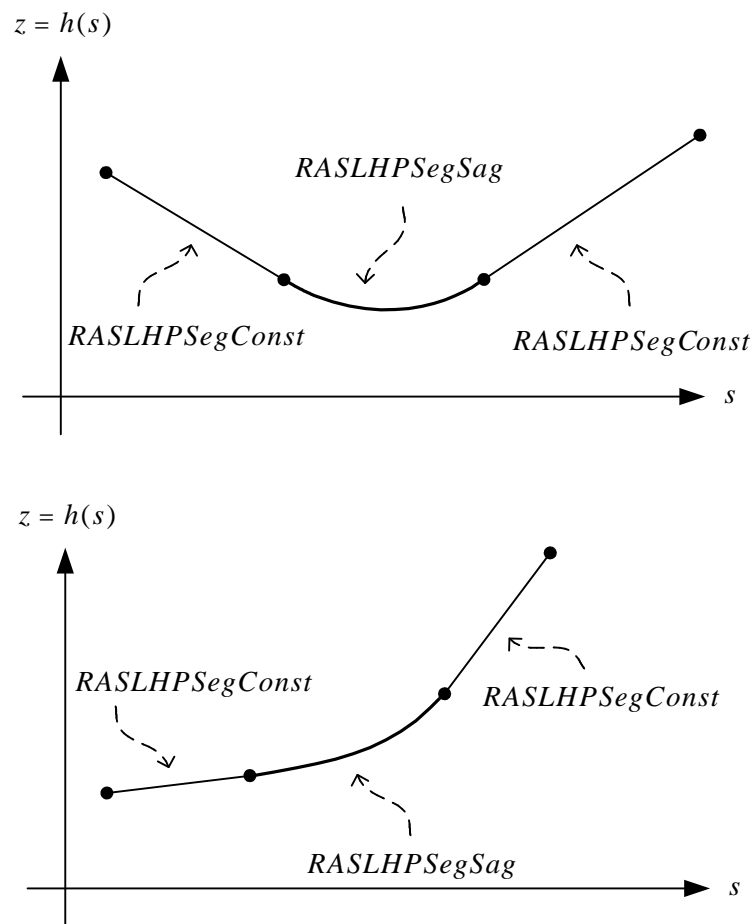 z = h(s)
RASLHPSegSag
RASLHPSegConst
RASLHPSegConst
s
z = h(s)
RASLHPSegConst
RASLHPSegConst
RASLHPSegSag
s